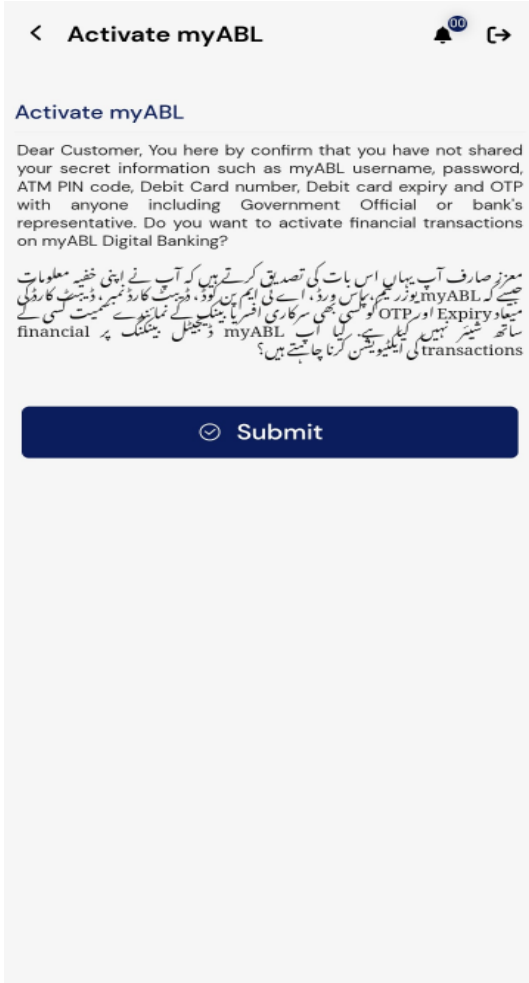 Activate myABL
00
Activate myABL
Dear Customer, You here by confirm that you have not shared
your secret information such as myABL username, password,
ATM PIN code, Debit Card number, Debit card expiry and OTP
with anyone including Government Official or bank's
representative. Do you want to activate financial transactions
on myABL Digital Banking?
معزز صارف آپ یہاں اس بات کی تصدیق کرتے ہیں کہ آپ نے اپنی خفیہ معلومات
جیسے کہ myABL یوزر نیم، پاس ورڈ، اے ٹی ایم پن کوڈ، ڈیبٹ کارڈ نمبر، ڈیبٹ کارڈ کی
میعاد Expiry اور OTP کو کسی بھی سرکاری افسر یا بینک کے نمائندے سمیت کسی کے
ساتھ شیئر نہیں کیا ہے۔ کیا آپ myABL ڈیجیٹل بینکنگ پر financial
transactions کی ایکٹیویشن کرنا چاہتے ہیں؟
Submit